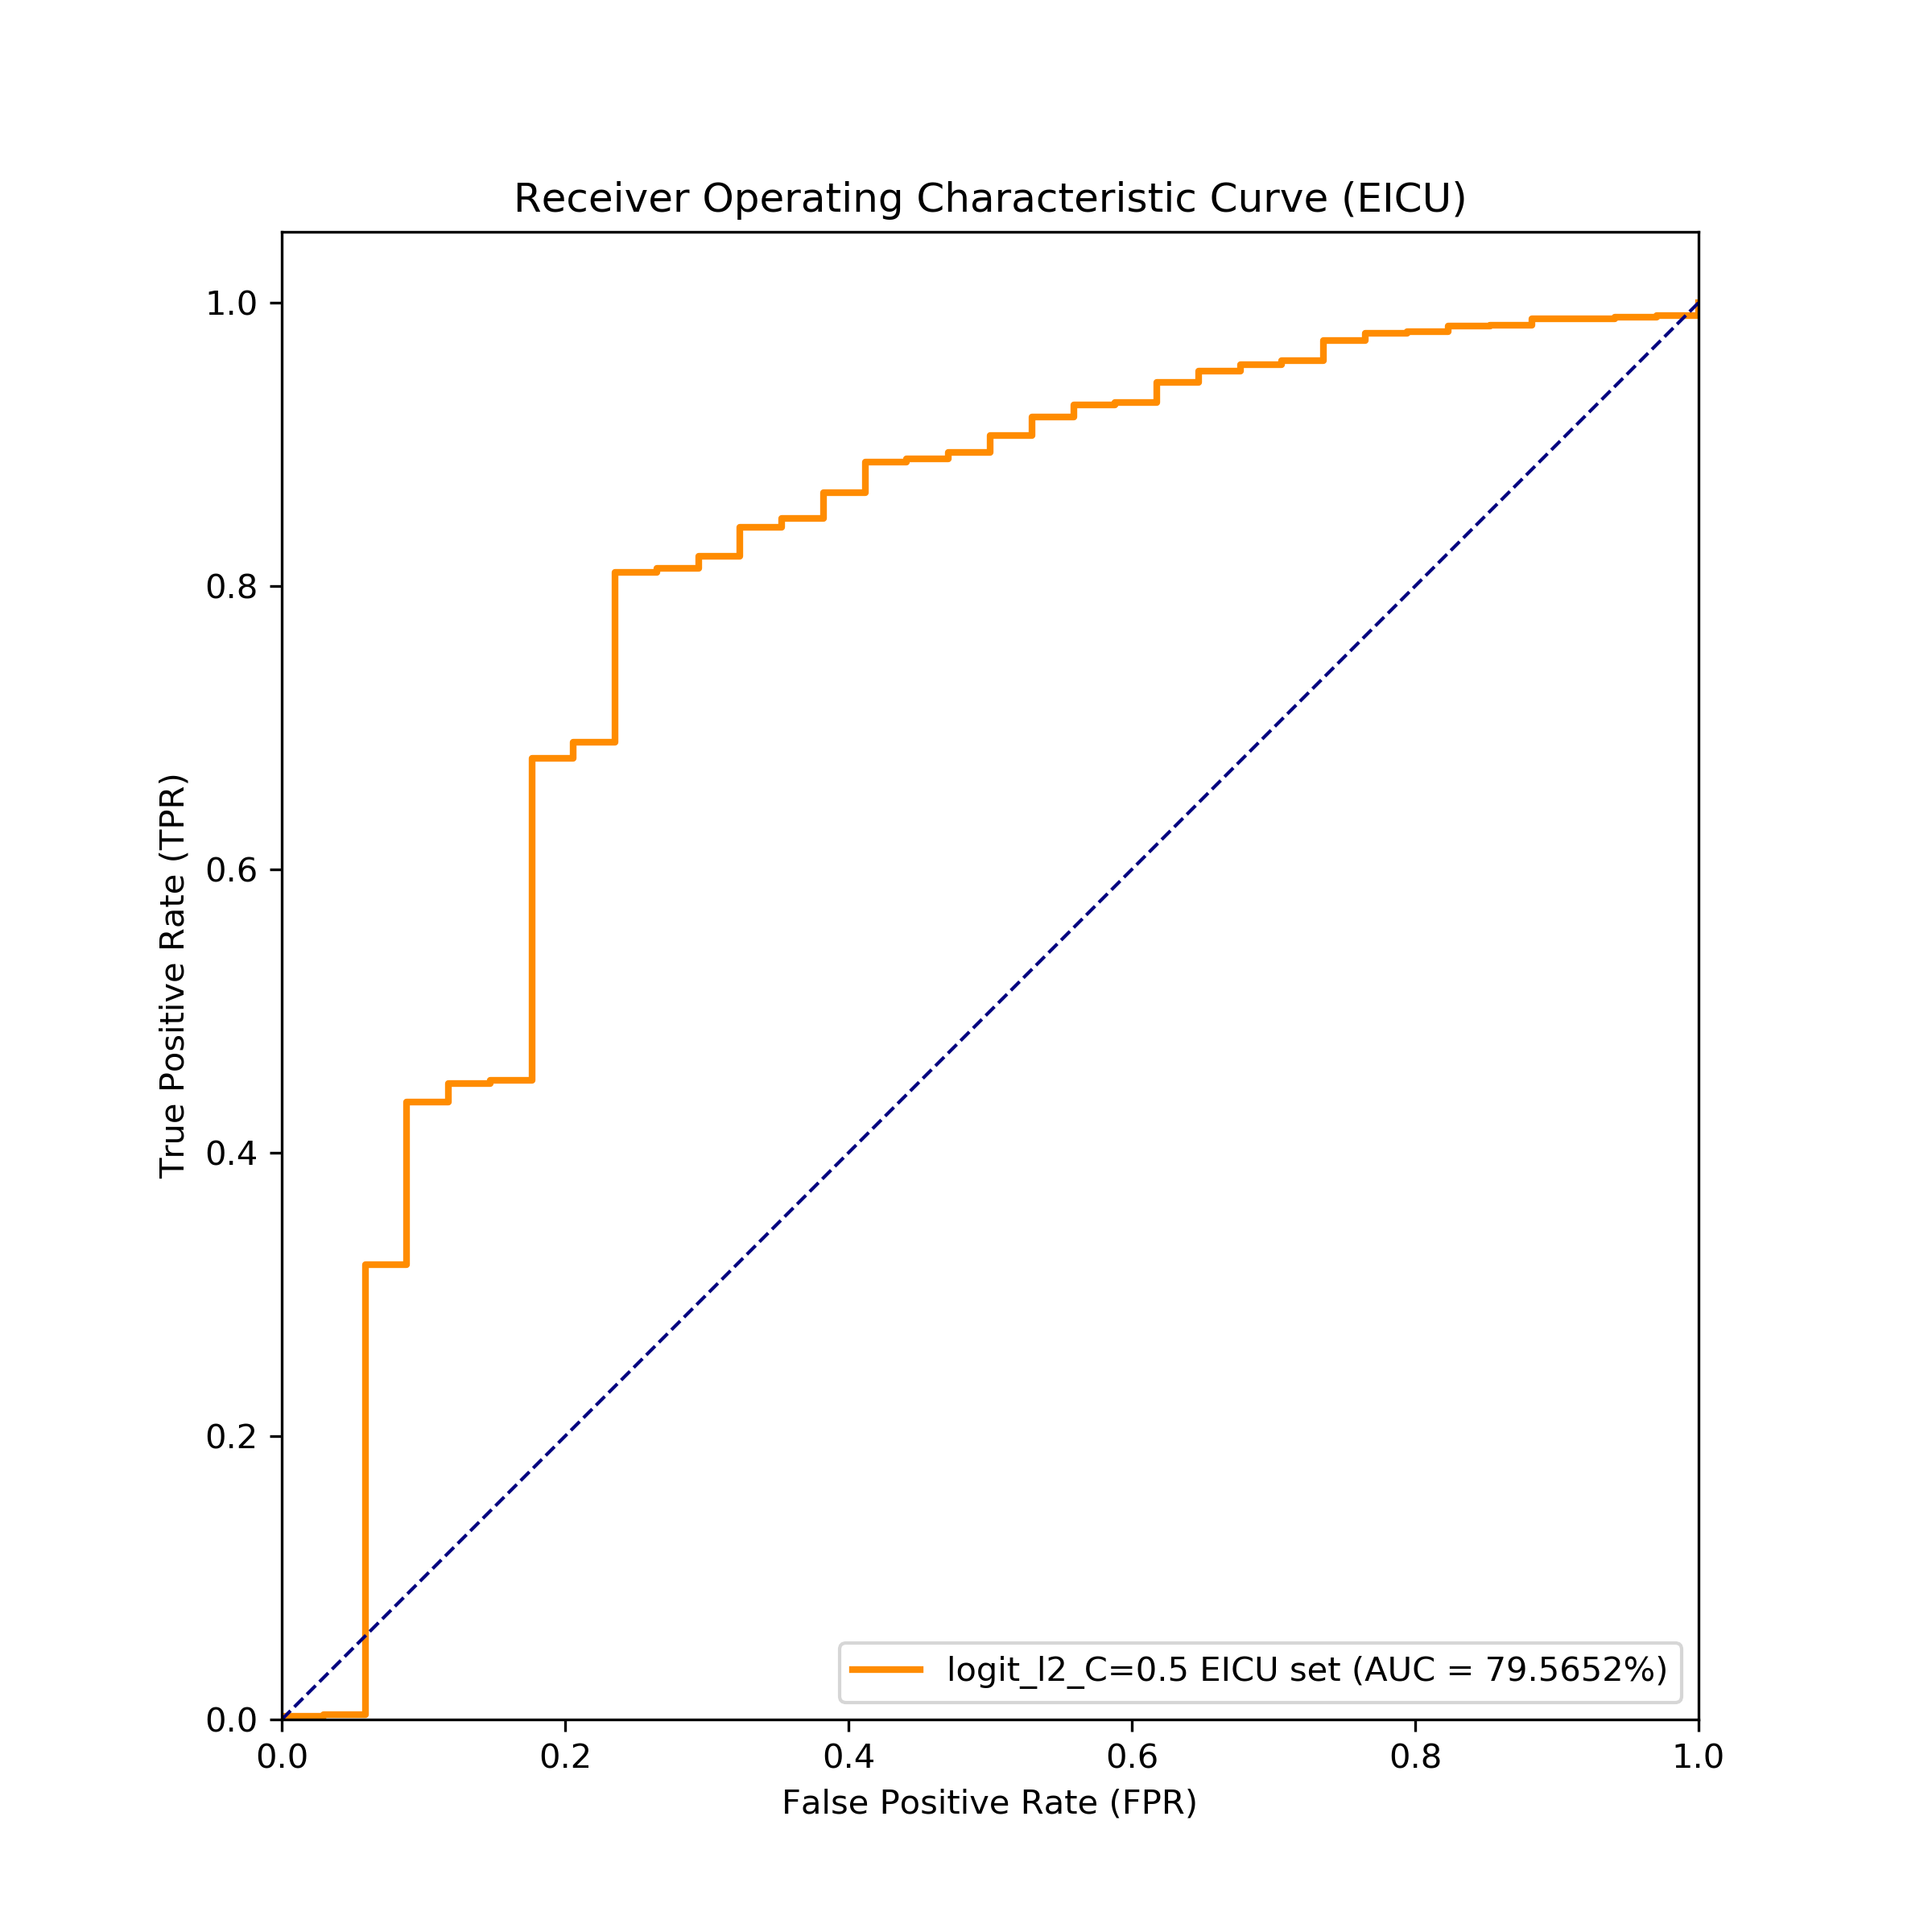 Receiver Operating Characteristic Curve (EICU)
1.0
0.8
0.6
0.4
0.2
0.0
True Positive Rate (TPR)
logit_l2_C=0.5 EICU set (AUC = 79.5652%)
0.0 0.2 0.4 0.6 0.8 1.0
False Positive Rate (FPR)